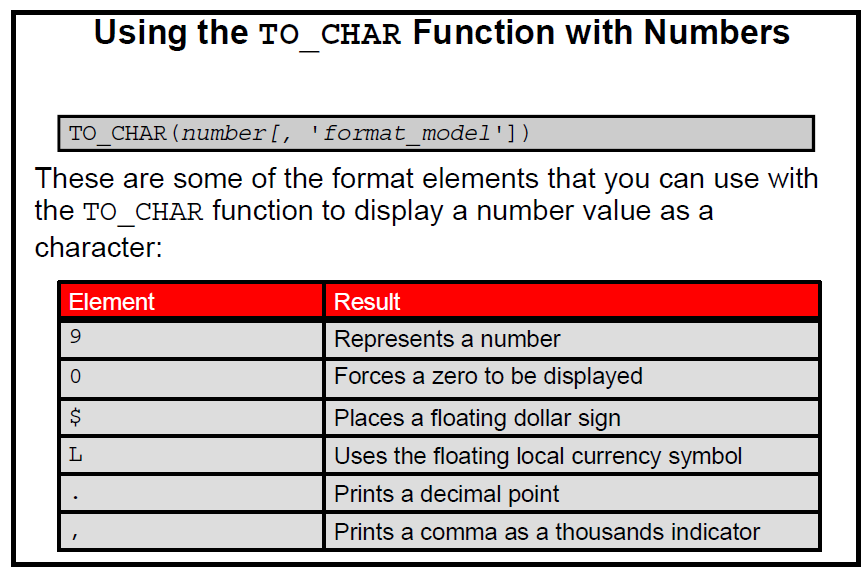 Using the TO_CHAR Function with Numbers
TO_CHAR(number[, 'format_model'])
These are some of the format elements that you can use with
the TO_CHAR function to display a number value as a
character:
Element Result
9 Represents a number
0 Forces a zero to be displayed
$ Places a floating dollar sign
L Uses the floating local currency symbol
. Prints a decimal point
, Prints a comma as a thousands indicator